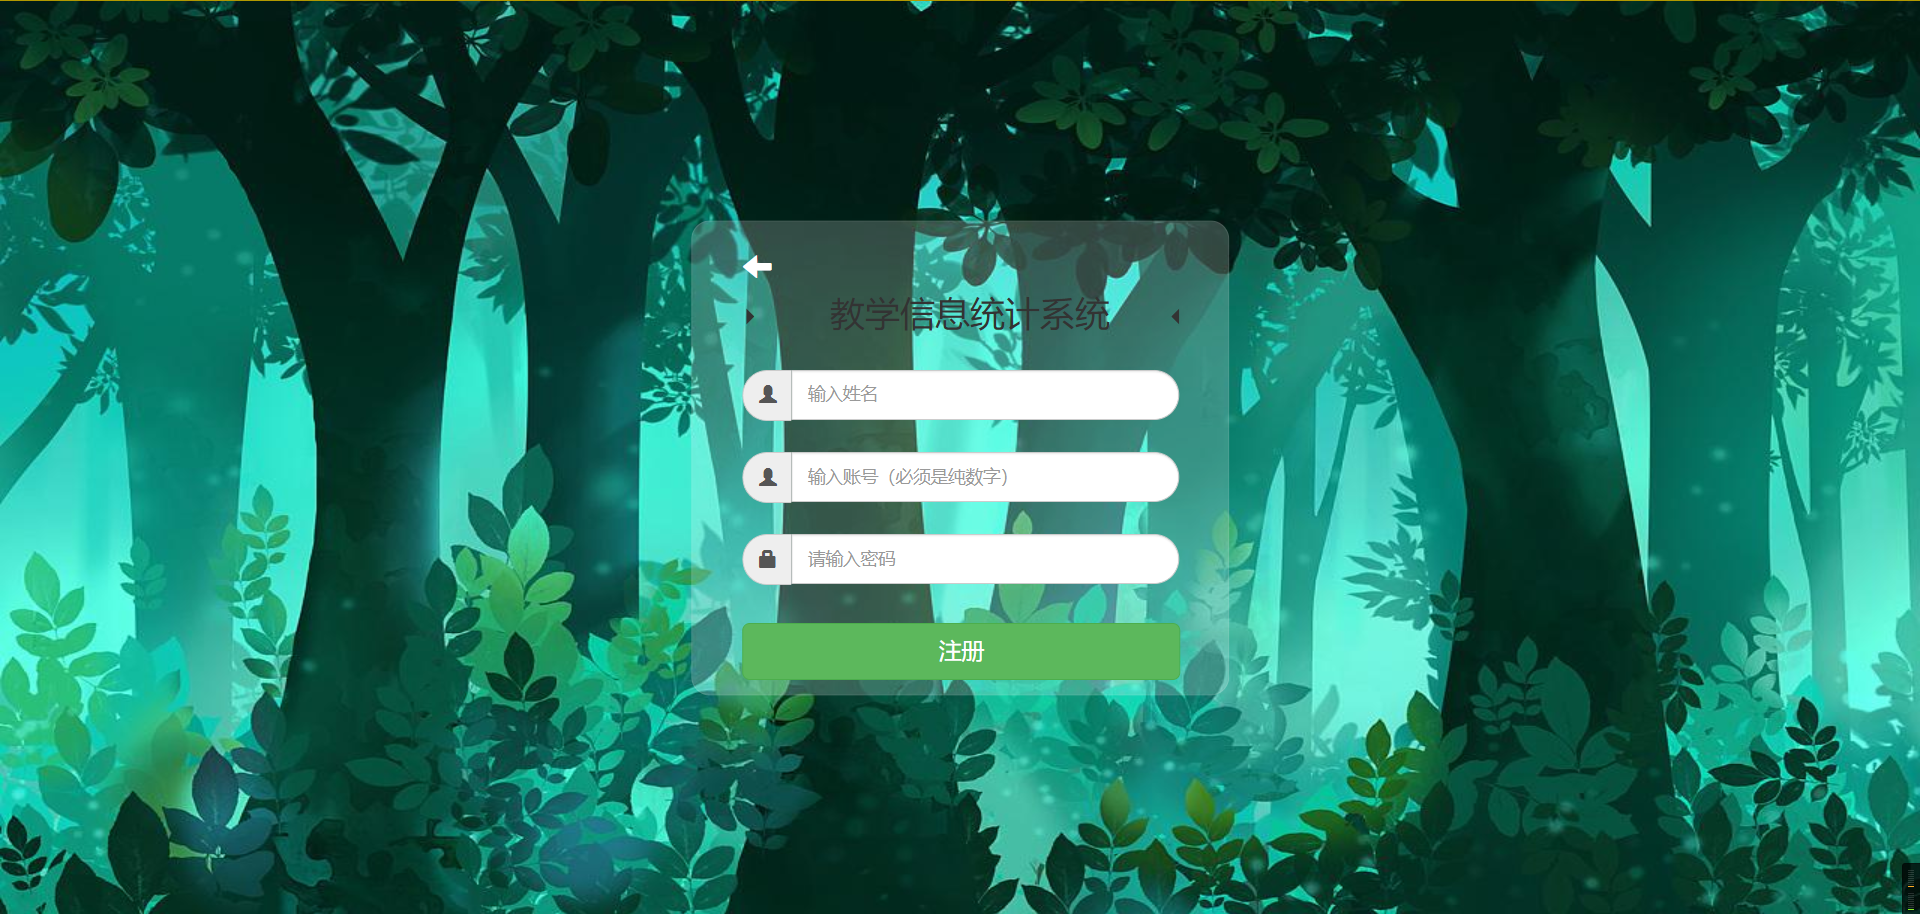 教学信息统计系统
输入姓名
输入账号（必须是纯数字）
请输入密码
注册